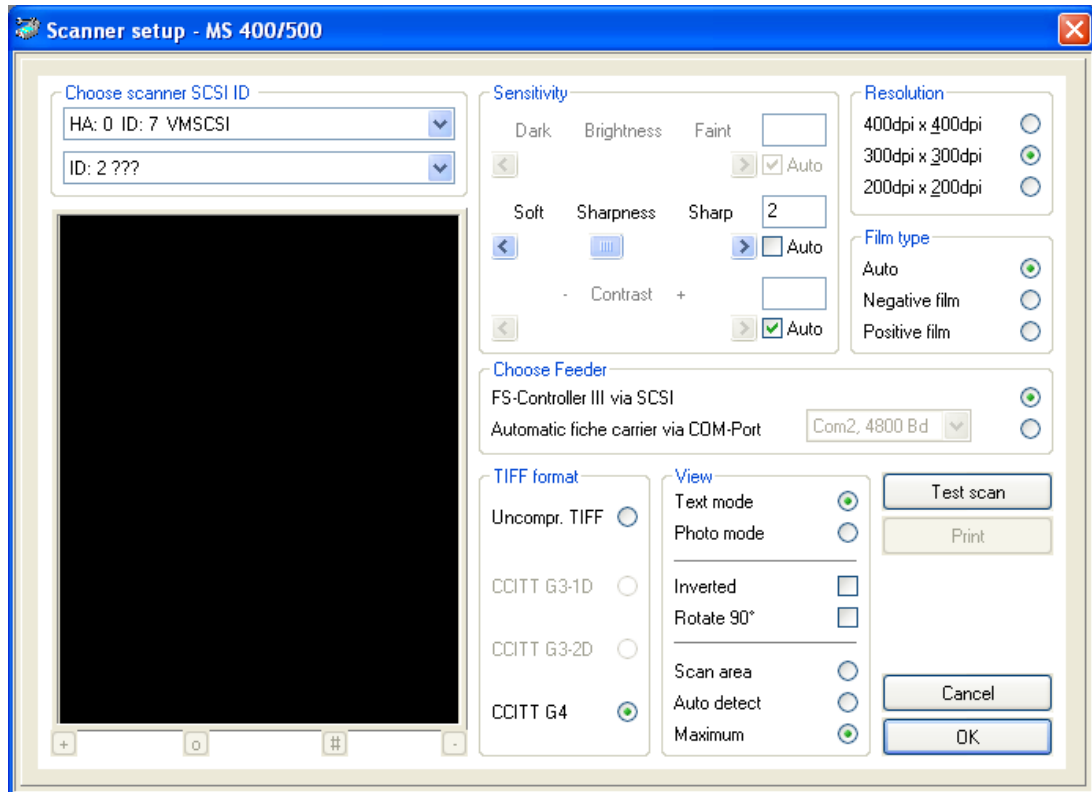 Scanner setup - MS 400/500
Choose scanner SCSI ID
HA: 0 ID: 7 VMSCSI
ID: 2 ???
+ o # -
Sensitivity
Dark Brightness Faint
Auto
Soft Sharpness Sharp 2
Auto
- Contrast +
Auto
Resolution
400dpi x 400dpi
300dpi x 300dpi
200dpi x 200dpi
Film type
Auto
Negative film
Positive film
Choose Feeder
FS-Controller III via SCSI
Automatic fiche carrier via COM-Port Com2, 4800 Bd
TIFF format
Uncompr. TIFF
CCITT G3-1D
CCITT G3-2D
CCITT G4
View
Text mode
Photo mode
Inverted
Rotate 90°
Scan area
Auto detect
Maximum
Test scan
Print
Cancel
OK